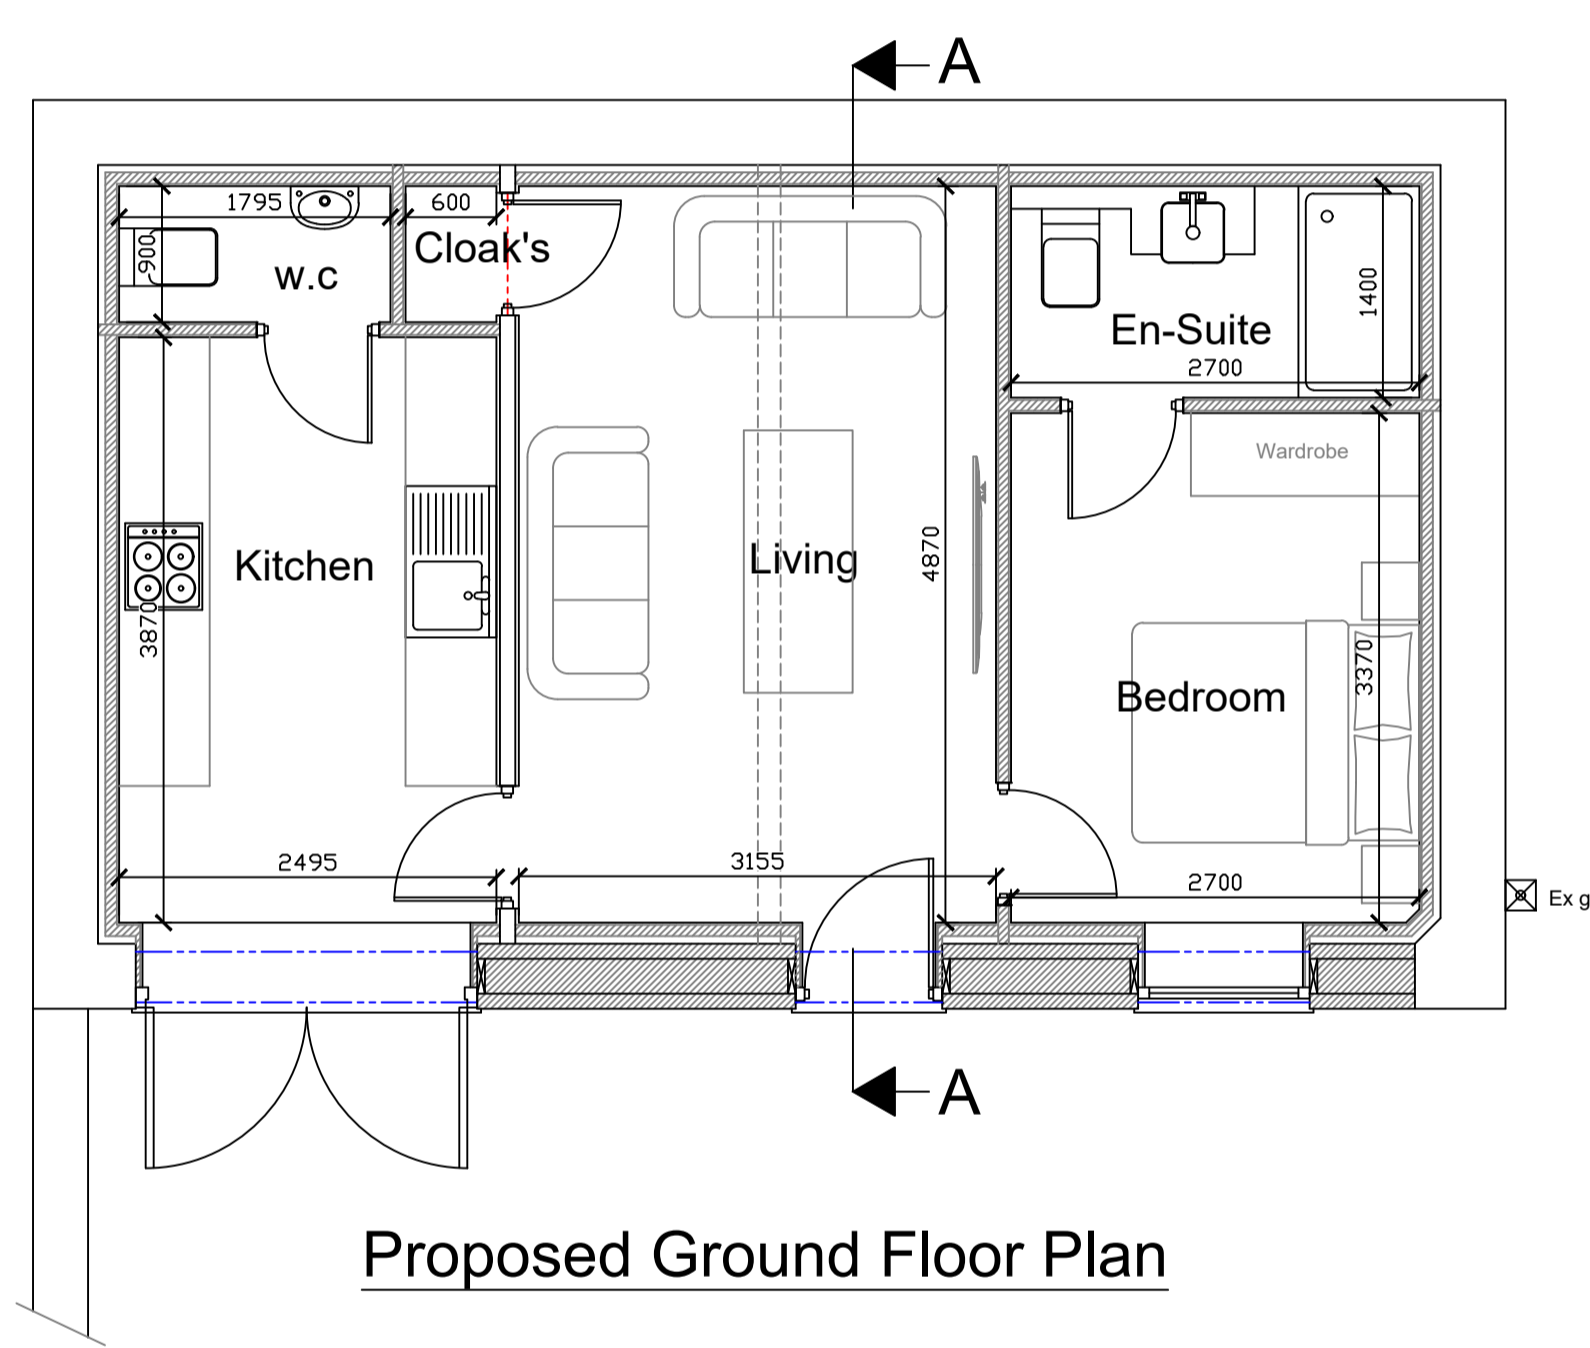 A
1795
600
Cloak's
900
w.c
1400
En-Suite
2700
Wardrobe
Kitchen
Living
4870
3870
3370
Bedroom
2495
3155
2700
Ex g
A
Proposed Ground Floor Plan